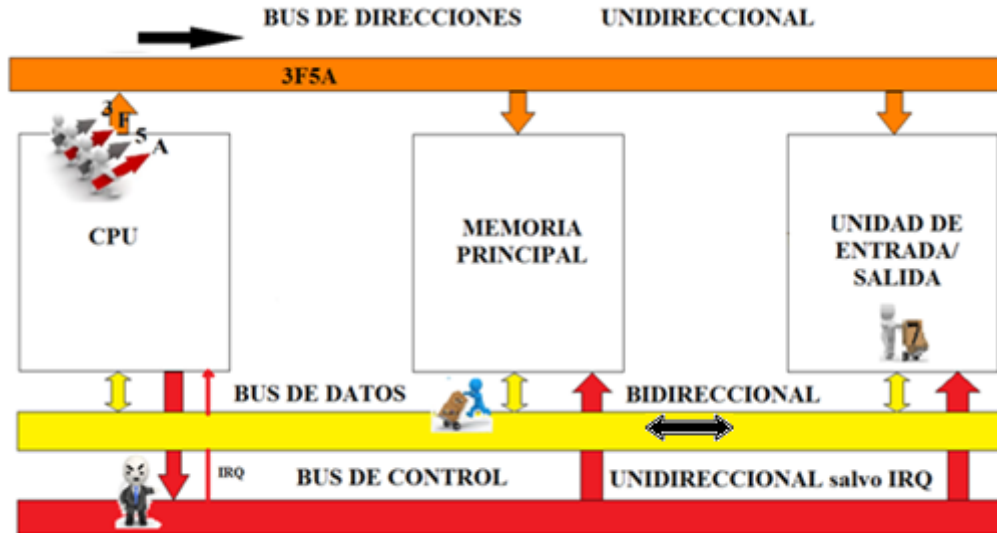 BUS DE DIRECCIONES UNIDIRECCIONAL
3F5A
3
F
5
A
CPU
MEMORIA
PRINCIPAL
UNIDAD DE
ENTRADA/
SALIDA
7
BUS DE DATOS BIDIRECCIONAL
IRQ
BUS DE CONTROL UNIDIRECCIONAL salvo IRQ